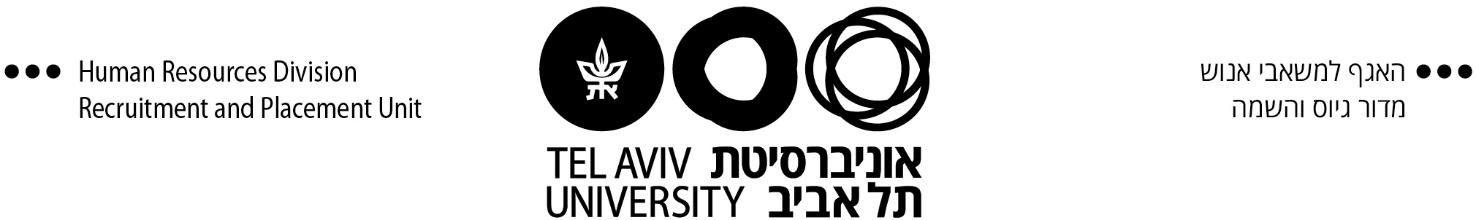 Human Resources Division
Recruitment and Placement Unit
את
TEL AVIV אוניברסיטת
UNIVERSITY תל אביב
האגף למשאבי אנוש
מדור גיוס והשמה